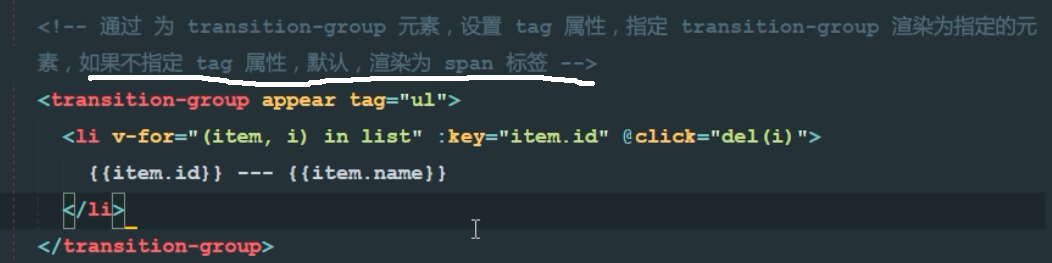 <!-- 通过 为 transition-group 元素，设置 tag 属性，指定 transition-group 渲染为指定的元
素，如果不指定 tag 属性，默认，渲染为 span 标签 -->
<transition-group appear tag="ul">
<li v-for="(item, i) in list" :key="item.id" @click="del(i)">
{{item.id}} --- {{item.name}}
</li>
</transition-group>